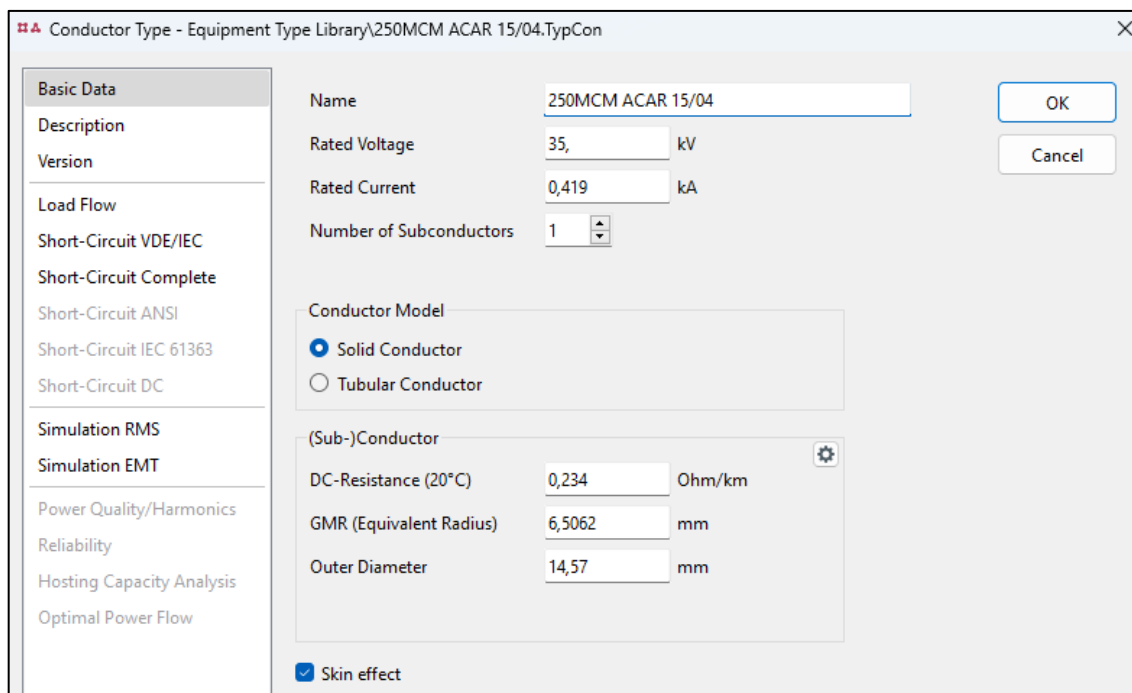 Conductor Type - Equipment Type Library\250MCM ACAR 15/04.TypCon
Basic Data
Description
Version
Load Flow
Short-Circuit VDE/IEC
Short-Circuit Complete
Short-Circuit ANSI
Short-Circuit IEC 61363
Short-Circuit DC
Simulation RMS
Simulation EMT
Power Quality/Harmonics
Reliability
Hosting Capacity Analysis
Optimal Power Flow
Name 250MCM ACAR 15/04
Rated Voltage 35, kV
Rated Current 0,419 kA
Number of Subconductors 1
Conductor Model
Solid Conductor
Tubular Conductor
(Sub-)Conductor
DC-Resistance (20°C) 0,234 Ohm/km
GMR (Equivalent Radius) 6,5062 mm
Outer Diameter 14,57 mm
Skin effect
OK
Cancel